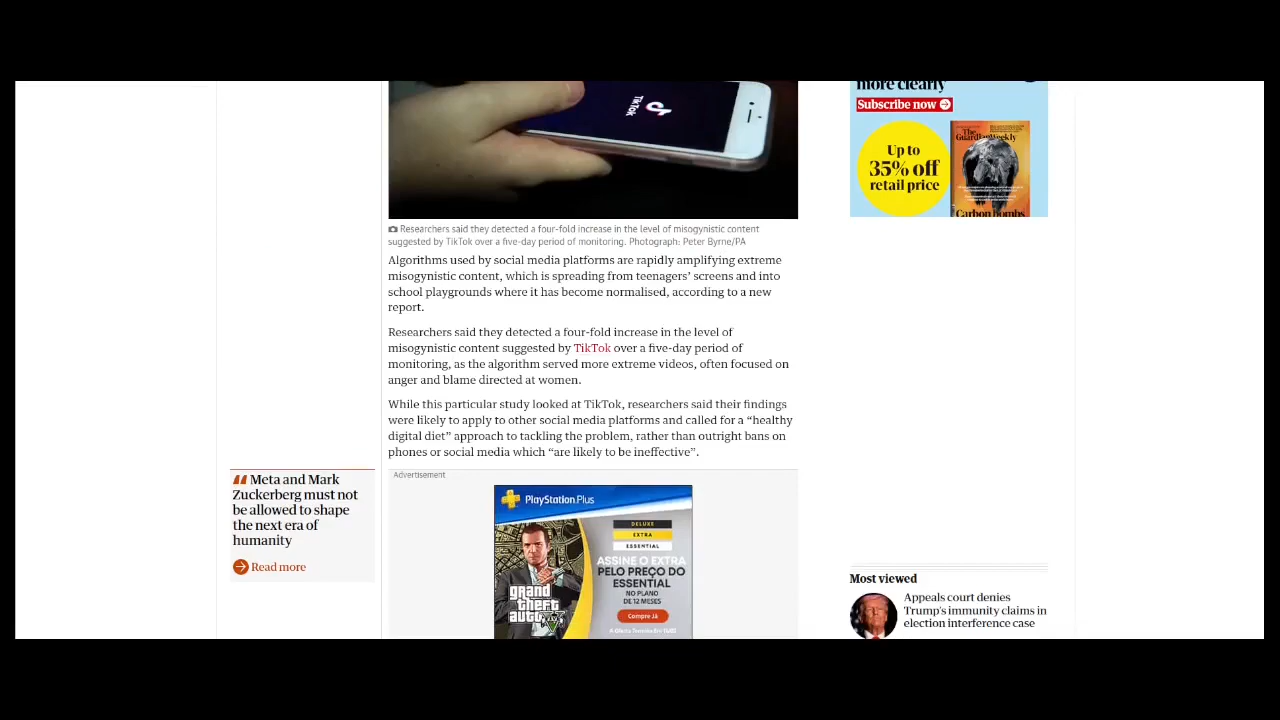 TikTok
more clearly
Subscribe now
Up to
35% off
retail price
The
Guardian Weekly
Carbon bombs
Researchers said they detected a four-fold increase in the level of misogynistic content
suggested by TikTok over a five-day period of monitoring. Photograph: Peter Byrne/PA
Algorithms used by social media platforms are rapidly amplifying extreme
misogynistic content, which is spreading from teenagers’ screens and into
school playgrounds where it has become normalised, according to a new
report.
Researchers said they detected a four-fold increase in the level of
misogynistic content suggested by TikTok over a five-day period of
monitoring, as the algorithm served more extreme videos, often focused on
anger and blame directed at women.
While this particular study looked at TikTok, researchers said their findings
were likely to apply to other social media platforms and called for a “healthy
digital diet” approach to tackling the problem, rather than outright bans on
phones or social media which “are likely to be ineffective”.
Meta and Mark
Zuckerberg must not
be allowed to shape
the next era of
humanity
Read more
Advertisement
PlayStation.Plus
DELUXE
EXTRA
ESSENTIAL
ASSINE O EXTRA
PELO PREÇO DO
ESSENTIAL
NO PLANO
DE 12 MESES
Compre Já
grand
theft
auto V
Most viewed
Appeals court denies
Trump’s immunity claims in
election interference case